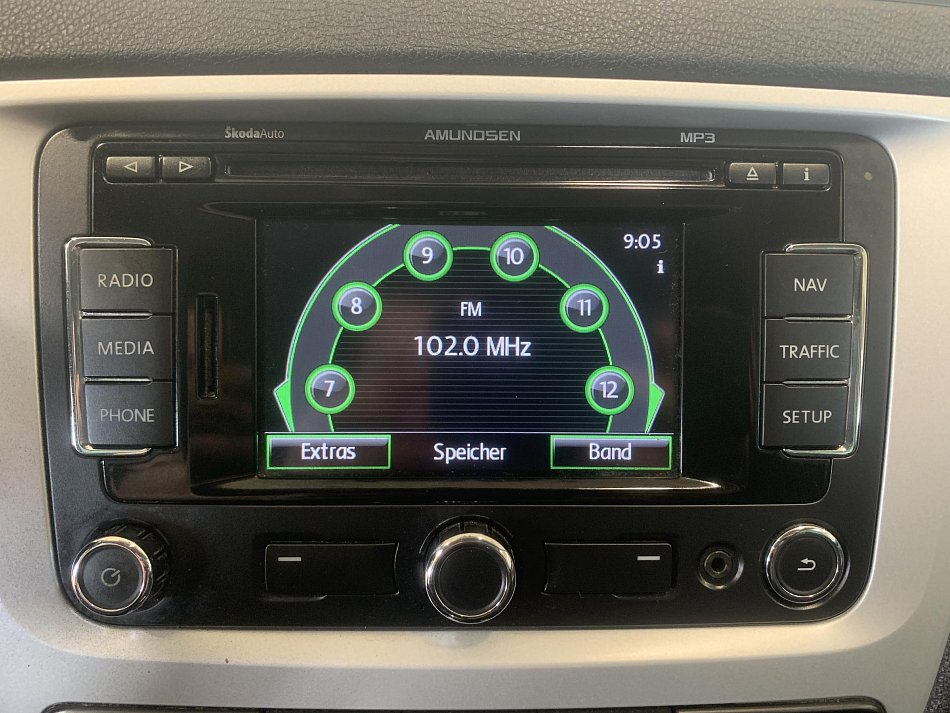 ŠkodaAuto AMUNDSEN MP3
i
RADIO
MEDIA
PHONE
9:05
i
9 10
8 11
7 12
FM
102.0 MHz
Extras Speicher Band
NAV
TRAFFIC
SETUP